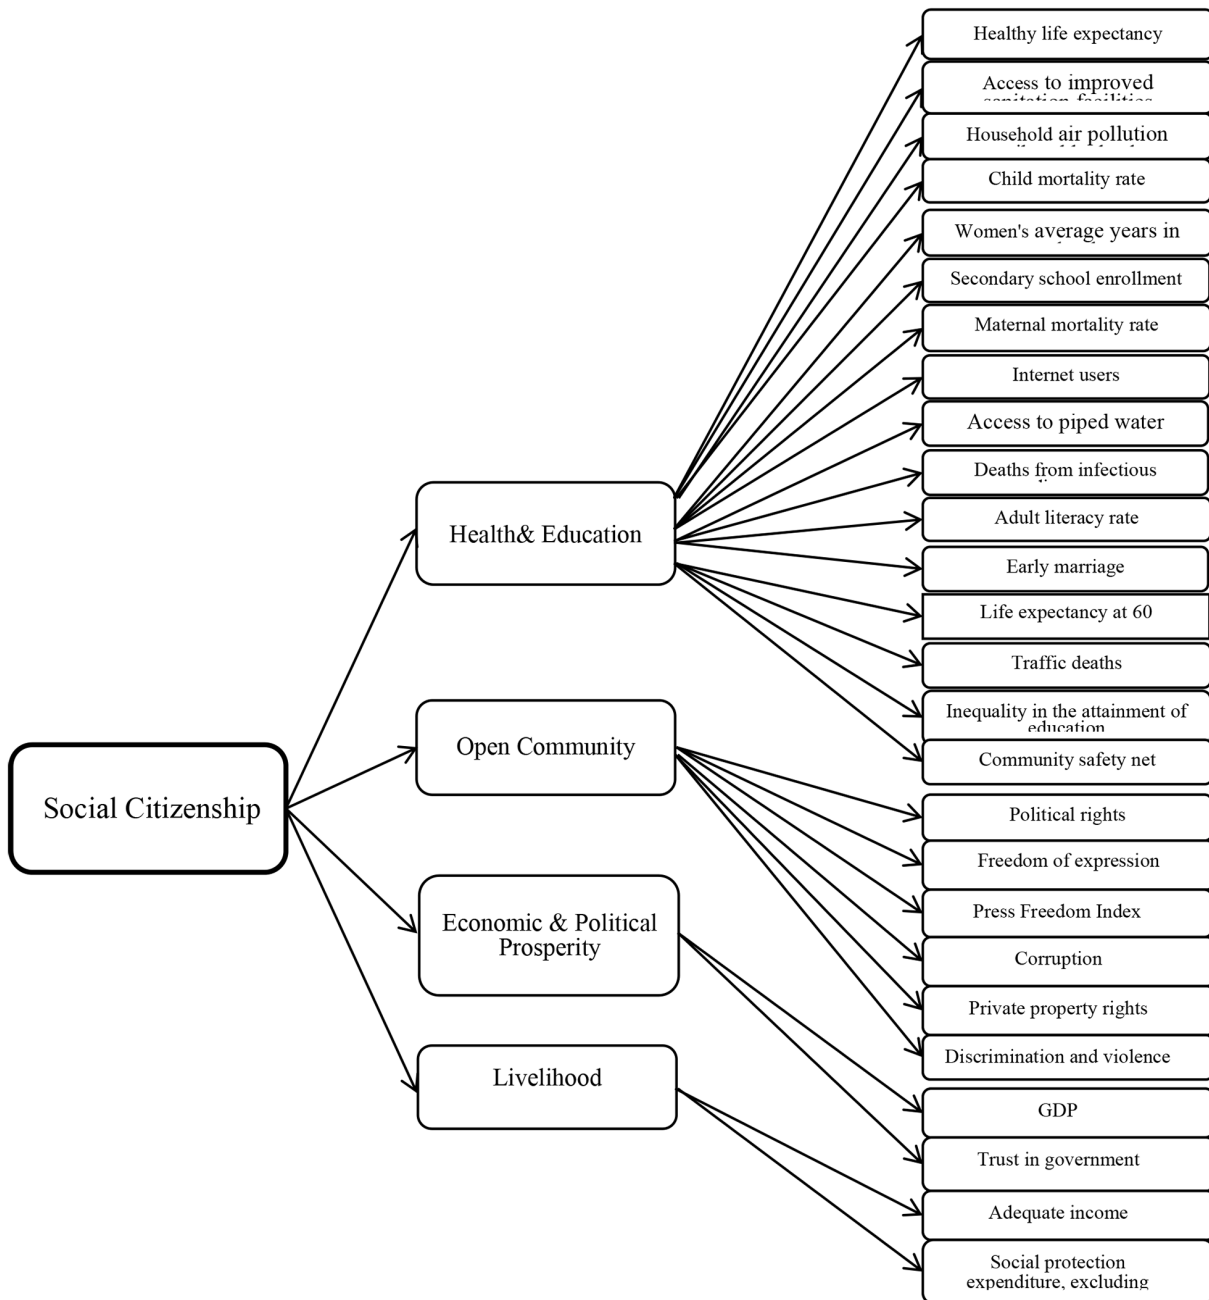 Healthy life expectancy
Access to improved
sanitation facilities
Household air pollution
Child mortality rate
Women's average years in
Secondary school enrollment
Maternal mortality rate
Internet users
Access to piped water
Deaths from infectious
Adult literacy rate
Early marriage
Life expectancy at 60
Traffic deaths
Inequality in the attainment of
education
Community safety net
Health& Education
Open Community
Economic & Political
Prosperity
Livelihood
Social Citizenship
Political rights
Freedom of expression
Press Freedom Index
Corruption
Private property rights
Discrimination and violence
GDP
Trust in government
Adequate income
Social protection
expenditure, excluding